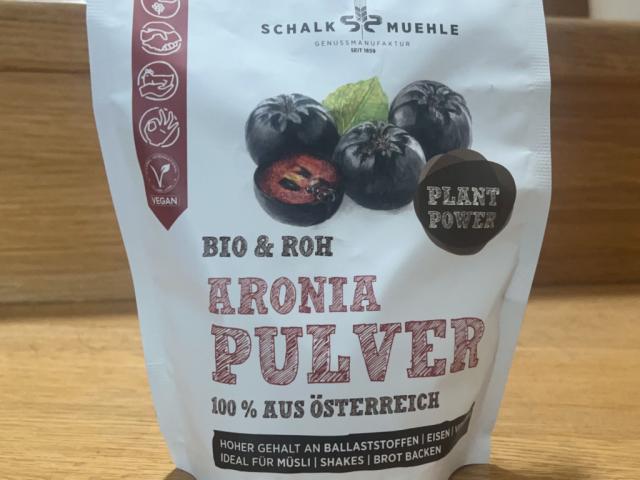 SCHALK MUEHLE
GENUSSMANUFAKTUR
SEIT 1859
VEGAN
PLANT
POWER
BIO & ROH
ARONIA
PULVER
100 % AUS ÖSTERREICH
HOHER GEHALT AN BALLASTSTOFFEN | EISEN |
IDEAL FÜR MÜSLI | SHAKES | BROT BACKEN